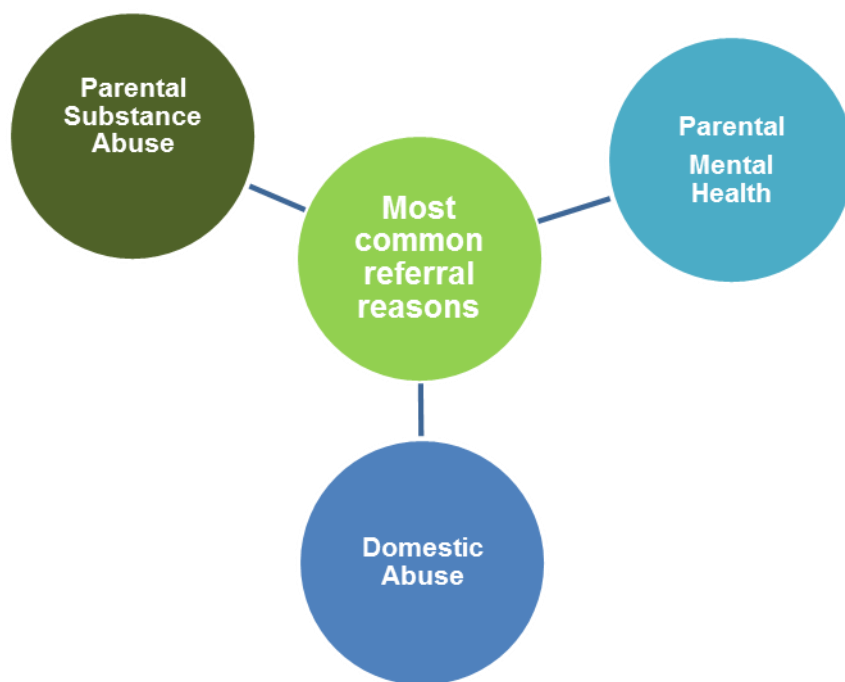 Parental
Substance
Abuse
Parental
Mental
Health
Most
common
referral
reasons
Domestic
Abuse